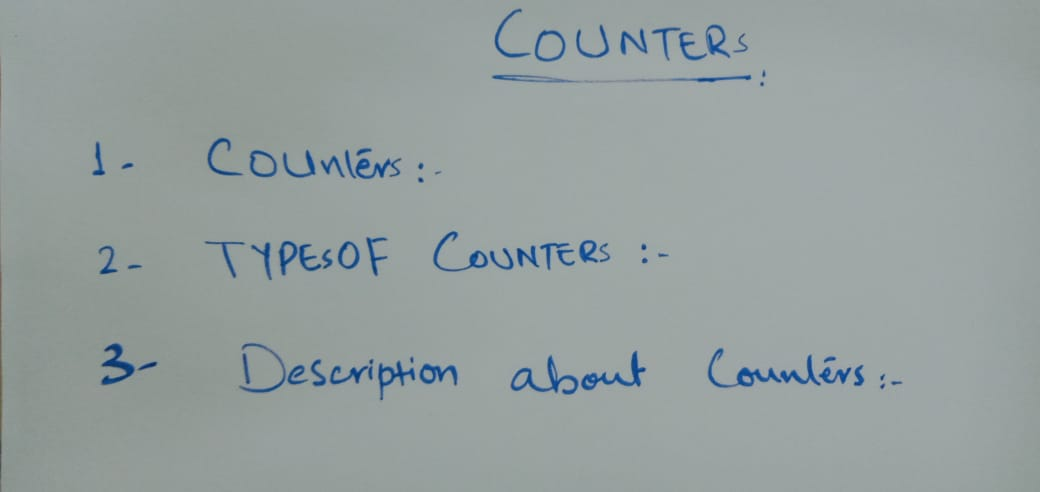 COUNTERS :
1- COUnters :-
2- TYPESOF COUNTERS :-
3- Description about Counters :-